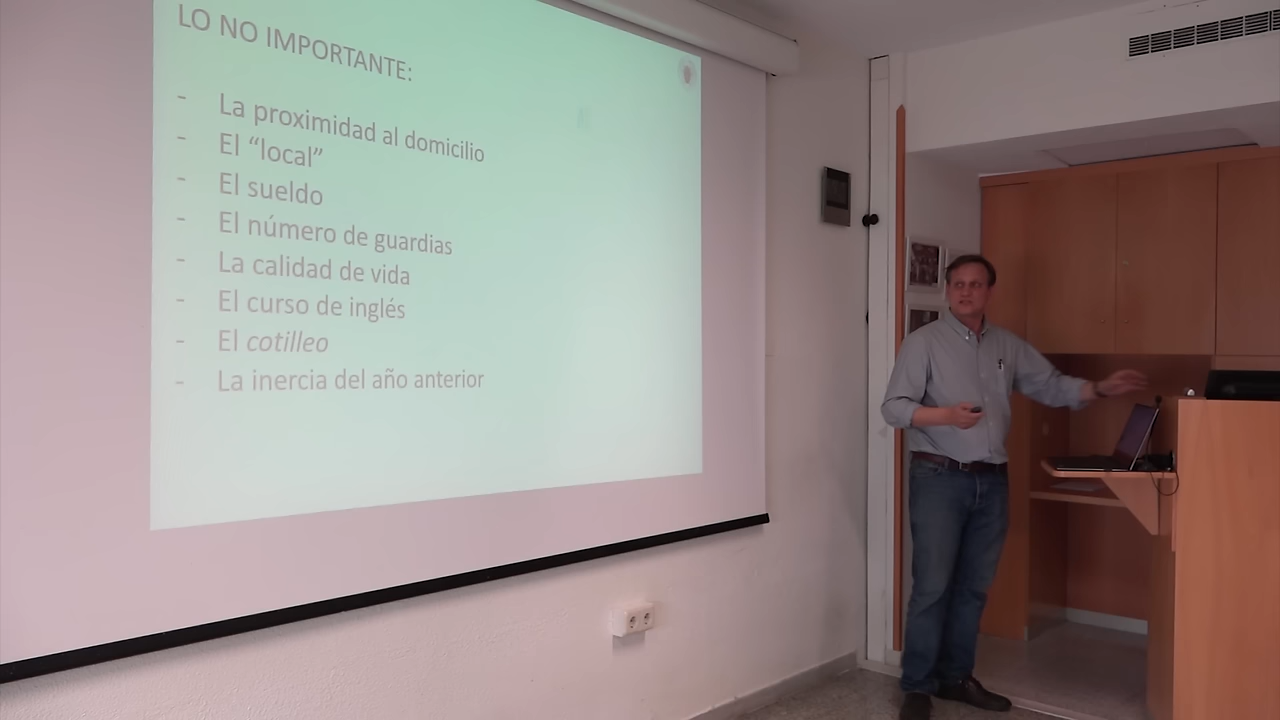 LO NO IMPORTANTE:
- La proximidad al domicilio
- El “local”
- El sueldo
- El número de guardias
- La calidad de vida
- El curso de inglés
- El cotilleo
- La inercia del año anterior